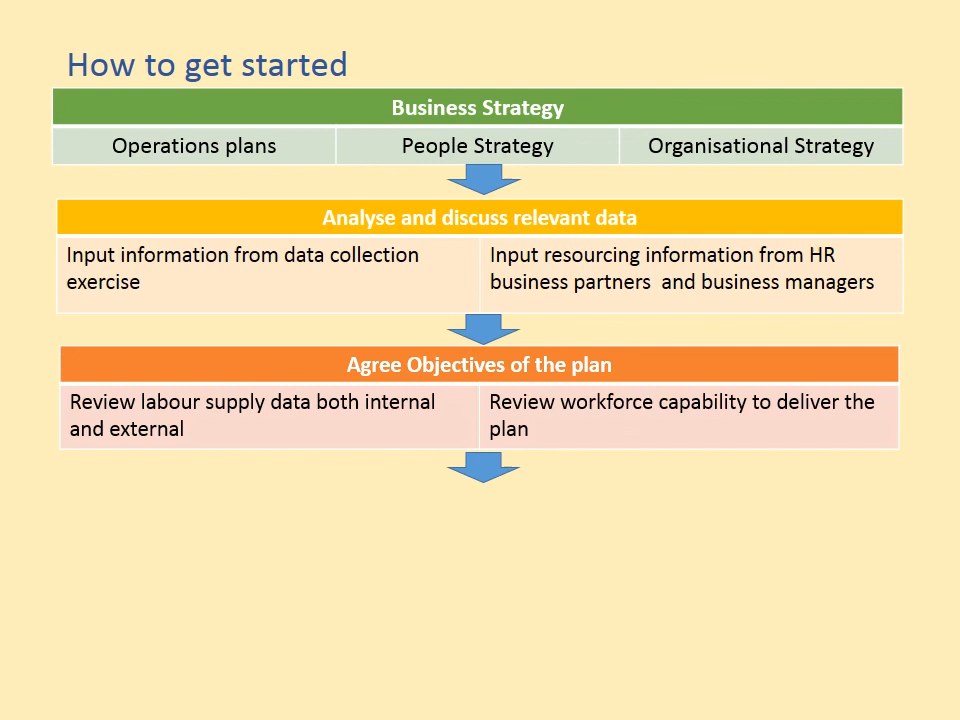 How to get started
Business Strategy
Operations plans
People Strategy
Organisational Strategy
Analyse and discuss relevant data
Input information from data collection
exercise
Input resourcing information from HR
business partners  and business managers
Agree Objectives of the plan
Review labour supply data both internal
and external
Review workforce capability to deliver the
plan